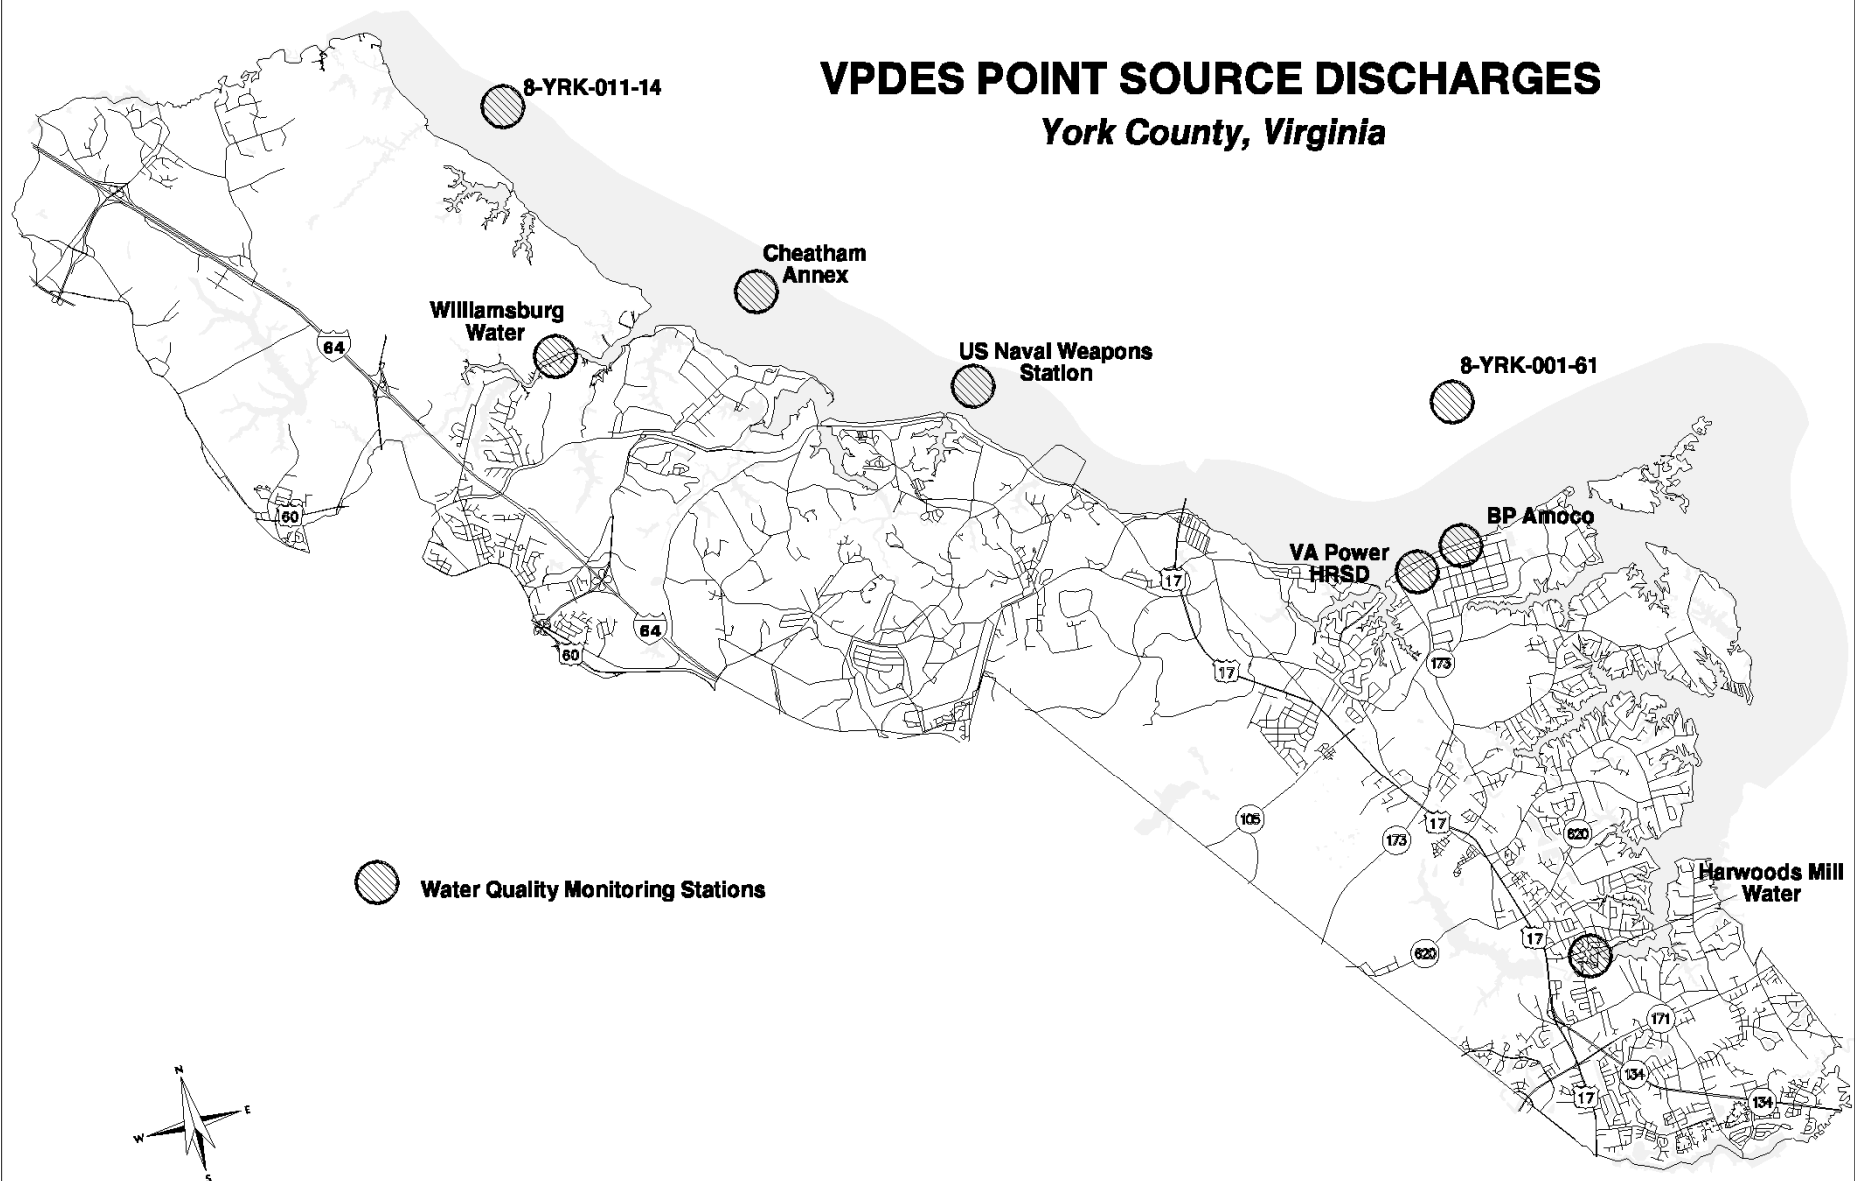 VPDES POINT SOURCE DISCHARGES
York County, Virginia
8-YRK-011-14
Cheatham
Annex
Williamsburg
Water
64
US Naval Weapons
Station
8-YRK-001-61
60
BP Amoco
VA Power
HRSD
17
64
60
17
173
105
173
17
620
Harwoods Mill
Water
Water Quality Monitoring Stations
17
620
171
134
17
134
N
E
W
S